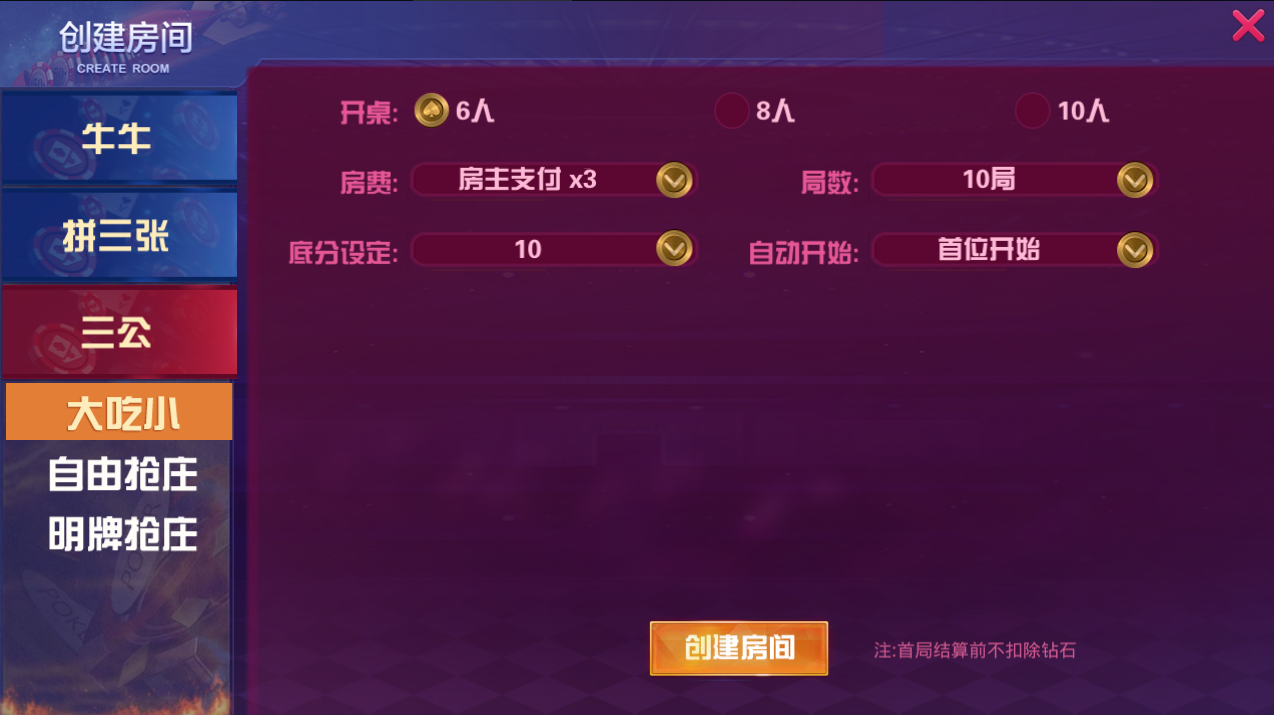 创建房间
CREATE ROOM
牛牛
拼三张
三公
大吃小
自由抢庄
明牌抢庄
开桌: 6人 8人 10人
房费: 房主支付 x3 局数: 10局
底分设定: 10 自动开始: 首位开始
创建房间 注:首局结算前不扣除钻石